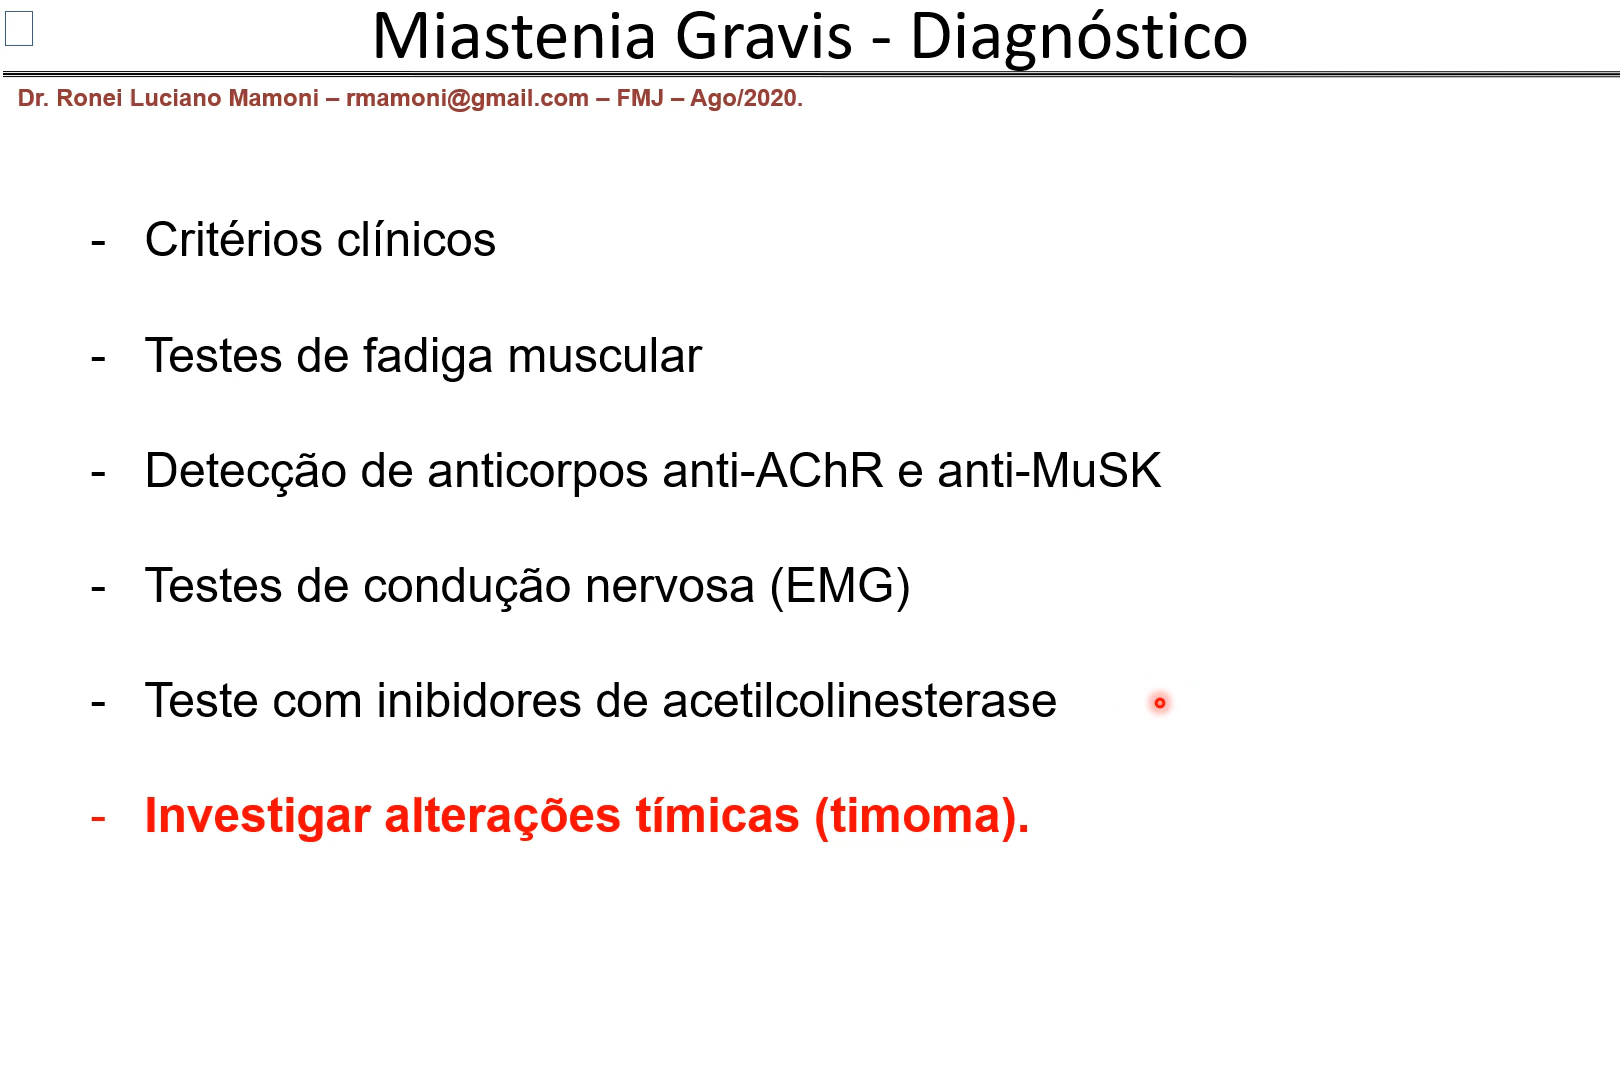 Miastenia Gravis - Diagnóstico
Dr. Ronei Luciano Mamoni – rmamoni@gmail.com – FMJ – Ago/2020.
- Critérios clínicos
- Testes de fadiga muscular
- Detecção de anticorpos anti-AChR e anti-MuSK
- Testes de condução nervosa (EMG)
- Teste com inibidores de acetilcolinesterase
- Investigar alterações tímicas (timoma).